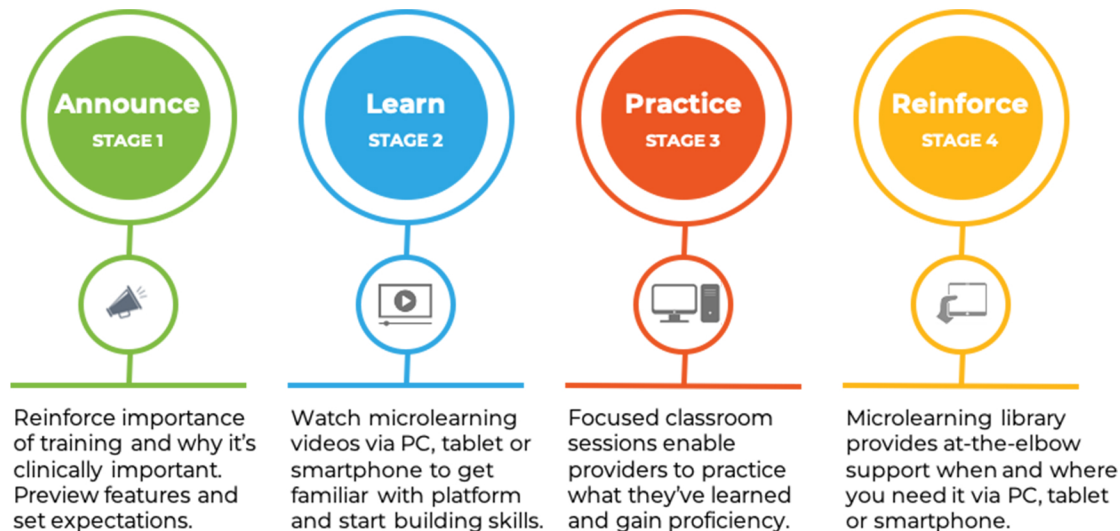 Announce
STAGE 1
Reinforce importance
of training and why it's
clinically important.
Preview features and
set expectations.
Learn
STAGE 2
Watch microlearning
videos via PC, tablet or
smartphone to get
familiar with platform
and start building skills.
Practice
STAGE 3
Focused classroom
sessions enable
providers to practice
what they've learned
and gain proficiency.
Reinforce
STAGE 4
Microlearning library
provides at-the-elbow
support when and where
you need it via PC, tablet
or smartphone.